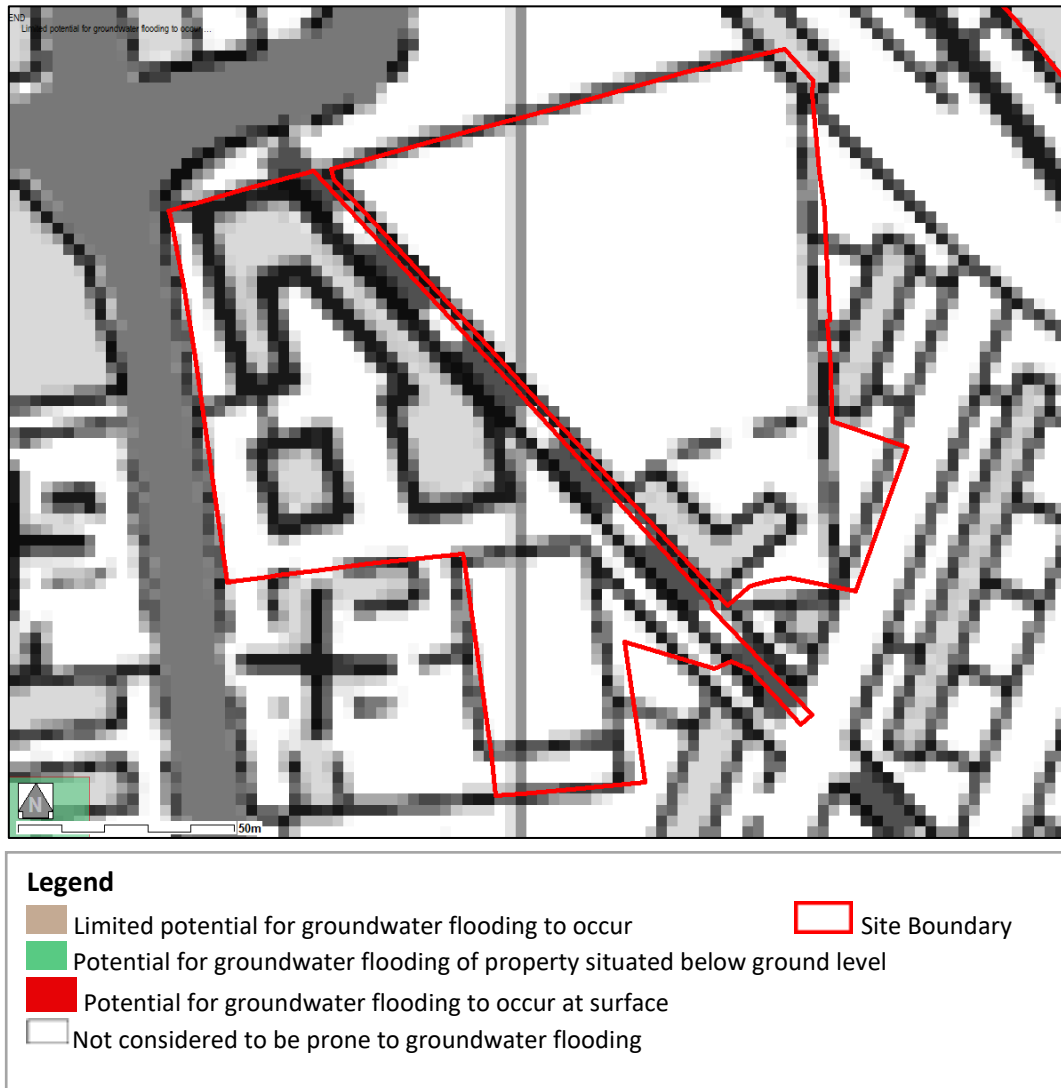 END
Limited potential for groundwater flooding to occur ...
N
50m
Legend
Limited potential for groundwater flooding to occur
Site Boundary
Potential for groundwater flooding of property situated below ground level
Potential for groundwater flooding to occur at surface
Not considered to be prone to groundwater flooding